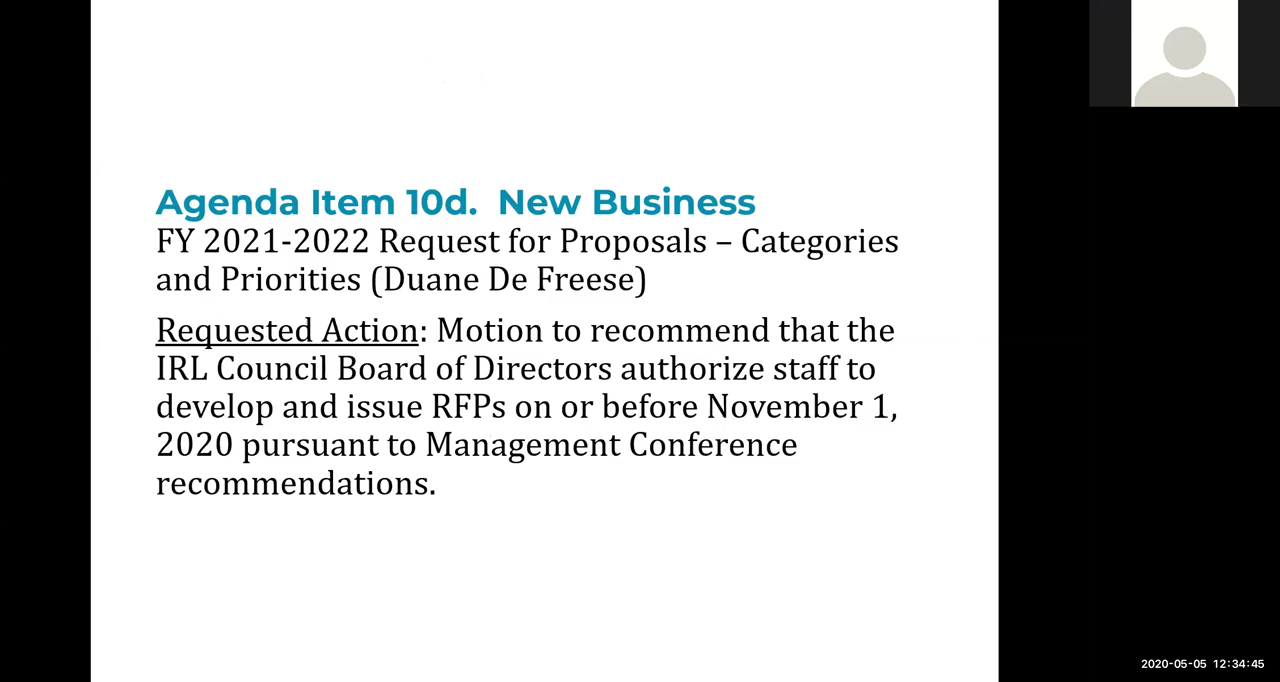 Agenda Item 10d.  New Business
FY 2021-2022 Request for Proposals – Categories
and Priorities (Duane De Freese)
Requested Action: Motion to recommend that the
IRL Council Board of Directors authorize staff to
develop and issue RFPs on or before November 1,
2020 pursuant to Management Conference
recommendations.
2020-05-05 12:34:45